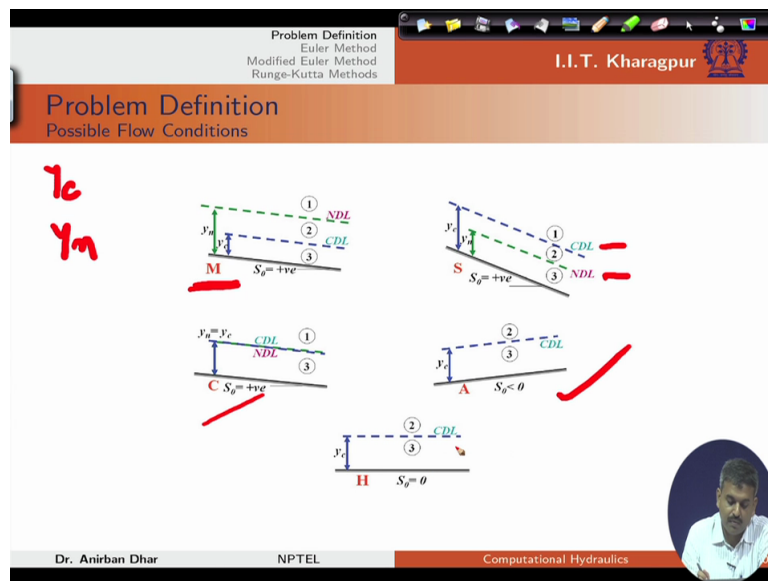 Problem Definition
Euler Method
Modified Euler Method
Runge-Kutta Methods
I.I.T. Kharagpur
Problem Definition
Possible Flow Conditions
yc
yn
1
NDL
yn
2
yc
CDL
3
M
S0= +ve
yc
1
yn
CDL
2
S
3
NDL
S0= +ve
yn= yc
CDL
1
NDL
3
C S0= +ve
2
CDL
yc
3
A
S0< 0
2
CDL
yc
3
H
S0= 0
Dr. Anirban Dhar
NPTEL
Computational Hydraulics